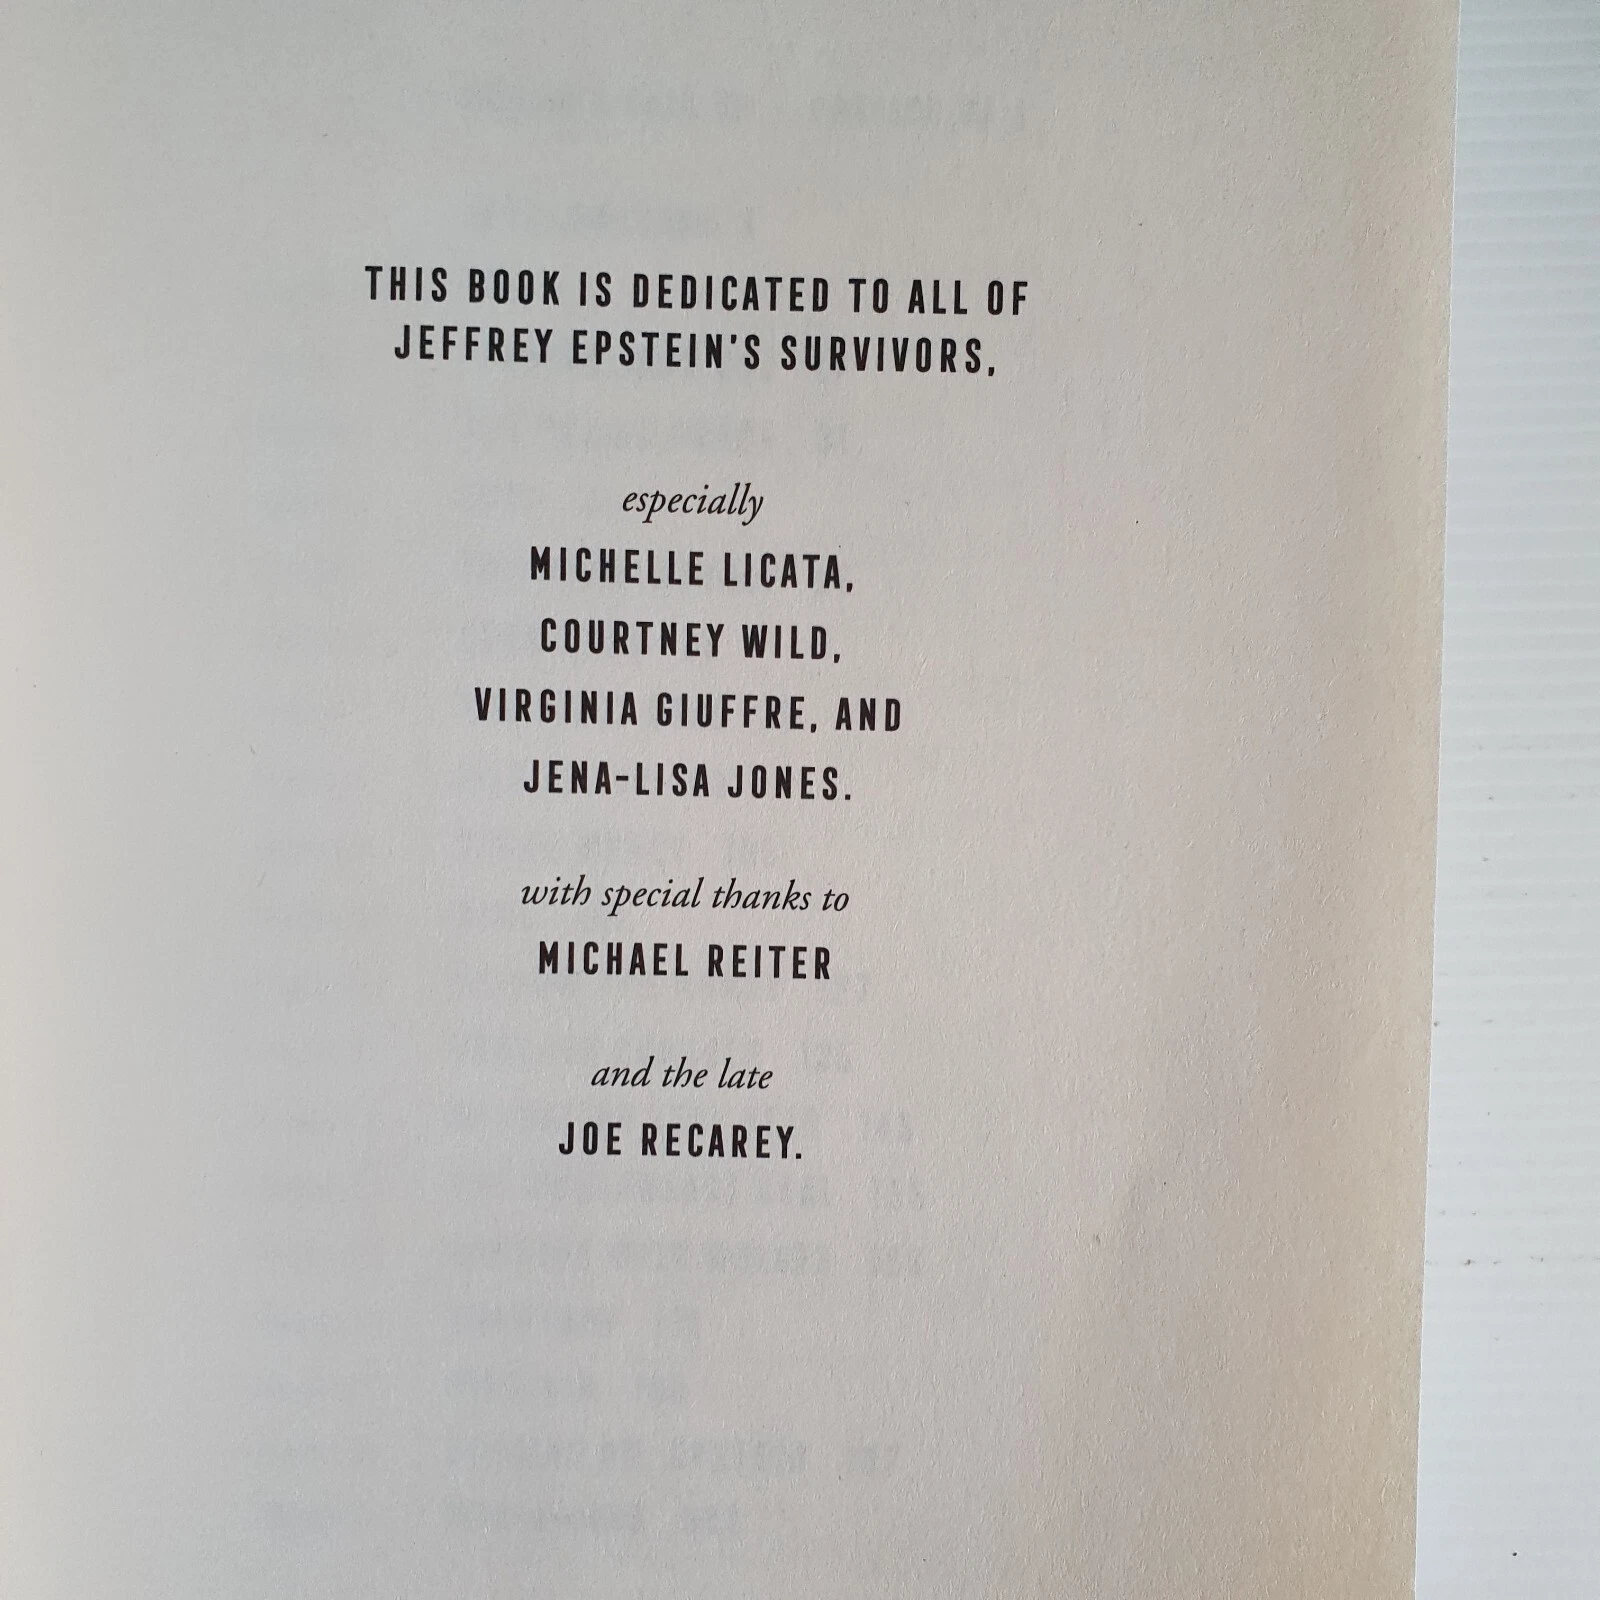 THIS BOOK IS DEDICATED TO ALL OF
JEFFREY EPSTEIN'S SURVIVORS,
especially
MICHELLE LICATA,
COURTNEY WILD,
VIRGINIA GIUFFRE, AND
JENA-LISA JONES.
with special thanks to
MICHAEL REITER
and the late
JOE RECAREY.